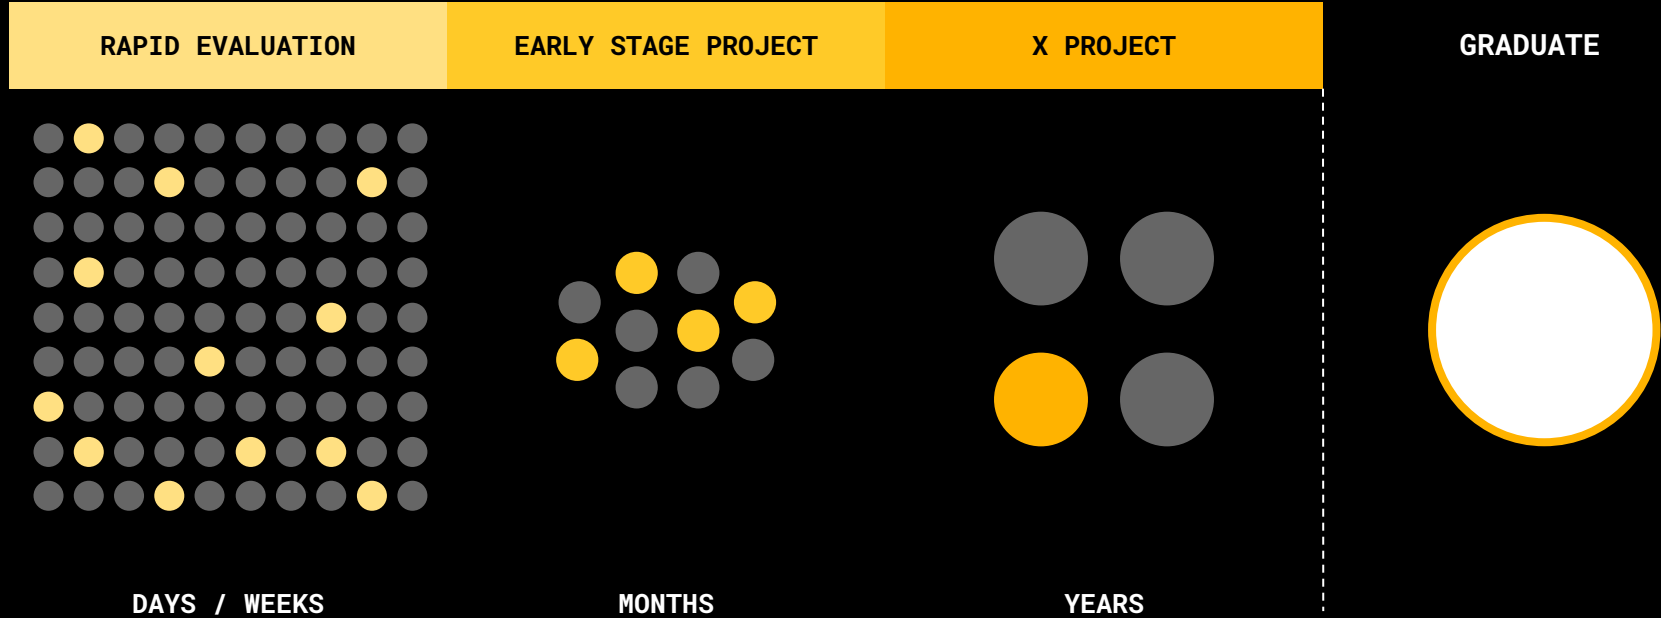 RAPID EVALUATION
EARLY STAGE PROJECT
X PROJECT
GRADUATE
DAYS / WEEKS
MONTHS
YEARS